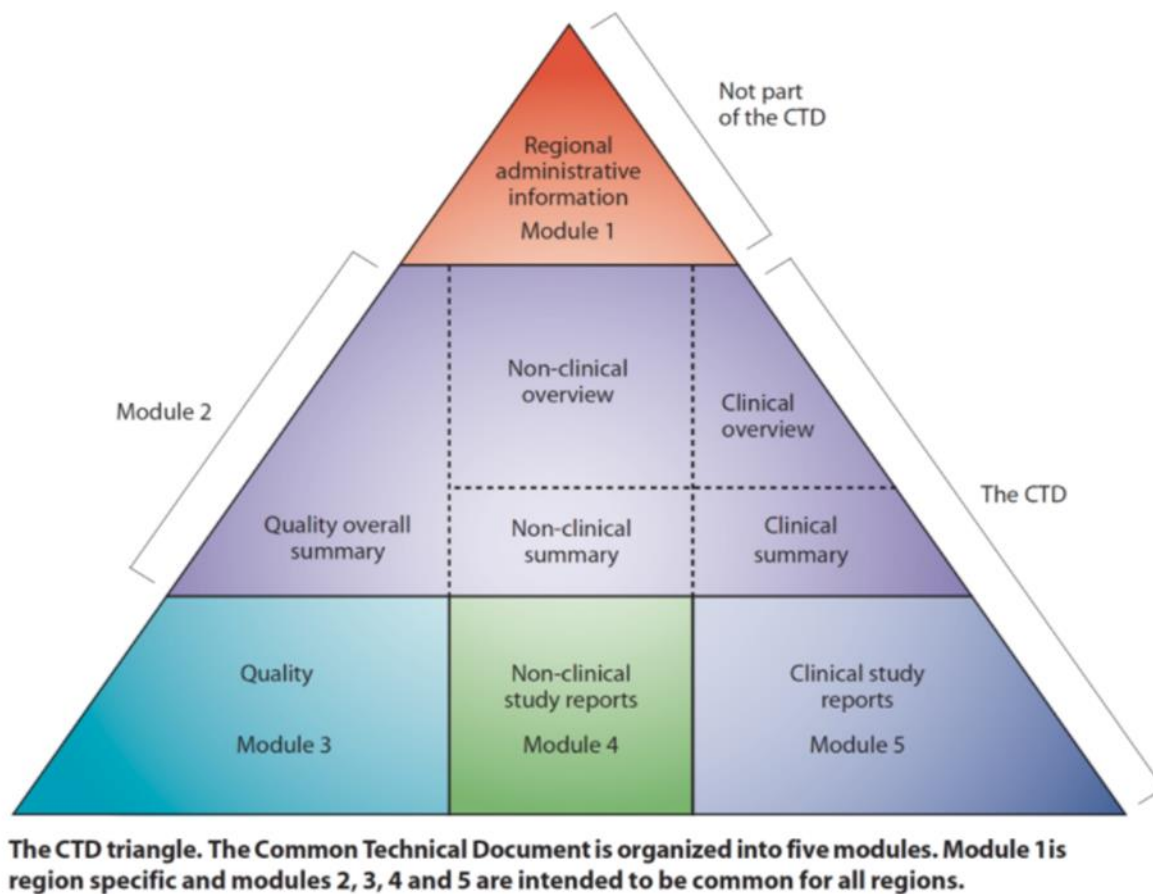 Not part
of the CTD
Regional
administrative
information
Module 1
Module 2
Non-clinical
overview
Clinical
overview
The CTD
Quality overall
summary
Non-clinical
summary
Clinical
summary
Quality
Module 3
Non-clinical
study reports
Module 4
Clinical study
reports
Module 5
The CTD triangle. The Common Technical Document is organized into five modules. Module 1 is
region specific and modules 2, 3, 4 and 5 are intended to be common for all regions.